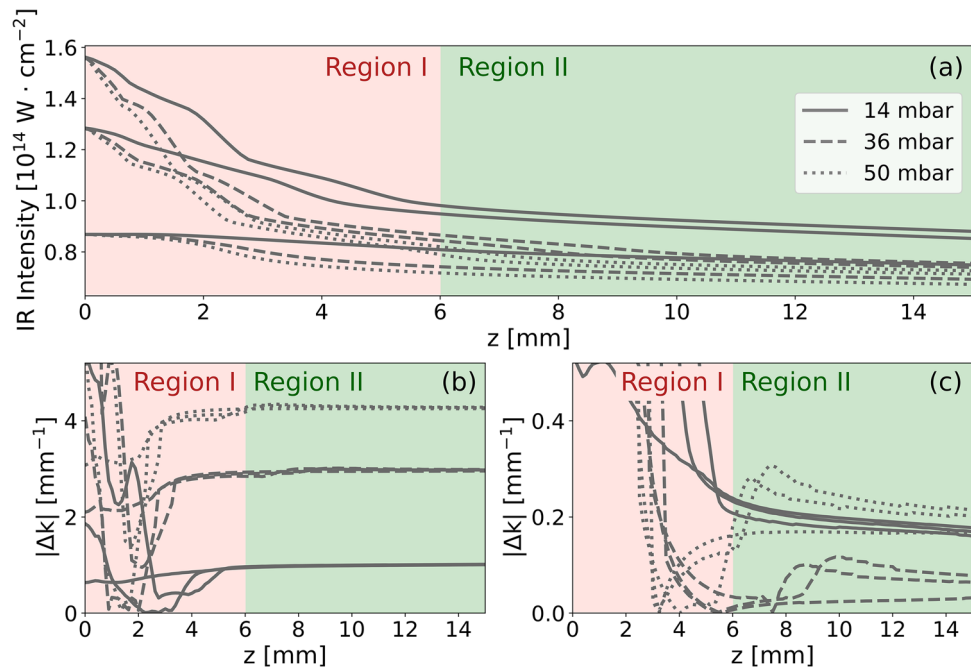 Region I
Region II
(a)
14 mbar
36 mbar
50 mbar
IR Intensity [10¹⁴ W · cm⁻²]
1.6
1.4
1.2
1.0
0.8
0 2 4 6 8 10 12 14
z [mm]
Region I
Region II
(b)
|Δk| [mm⁻¹]
4
2
0
0 2 4 6 8 10 12 14
z [mm]
Region I
Region II
(c)
|Δk| [mm⁻¹]
0.4
0.2
0.0
0 2 4 6 8 10 12 14
z [mm]